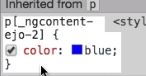 Inherited from p
p[_ngcontent-  <styl
ejo-2] {
color: blue;
}